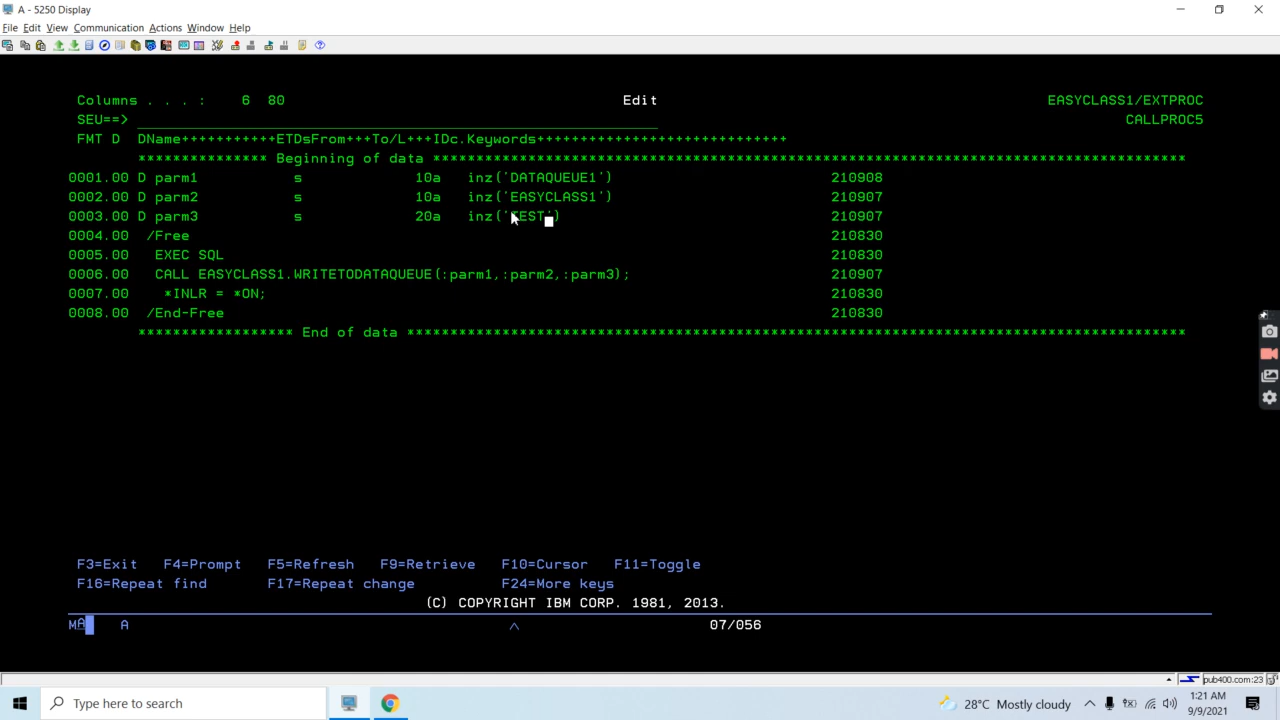 A - 5250 Display
File Edit View Communication Actions Window Help
Columns . . . : 6 80 Edit EASYCLASS1/EXTPROC
SEU==> CALLPROC5
FMT D DName+++++++++++ETDsFrom+++To/L+++IDc.Keywords+++++++++++++++++++++++++++++
*************** Beginning of data ***************************************************************************************
0001.00 D parm1 s 10a inz('DATAQUEUE1') 210908
0002.00 D parm2 s 10a inz('EASYCLASS1') 210907
0003.00 D parm3 s 20a inz('TEST') 210907
0004.00 /Free 210830
0005.00 EXEC SQL 210830
0006.00 CALL EASYCLASS1.WRITETODATAQUEUE(:parm1,:parm2,:parm3); 210907
0007.00 *INLR = *ON; 210830
0008.00 /End-Free 210830
****************** End of data ******************************************************************************************
F3=Exit F4=Prompt F5=Refresh F9=Retrieve F10=Cursor F11=Toggle
F16=Repeat find F17=Repeat change F24=More keys
(C) COPYRIGHT IBM CORP. 1981, 2013.
MA A ^ 07/056
pub400.com:23
Type here to search 28°C Mostly cloudy 1:21 AM
9/9/2021